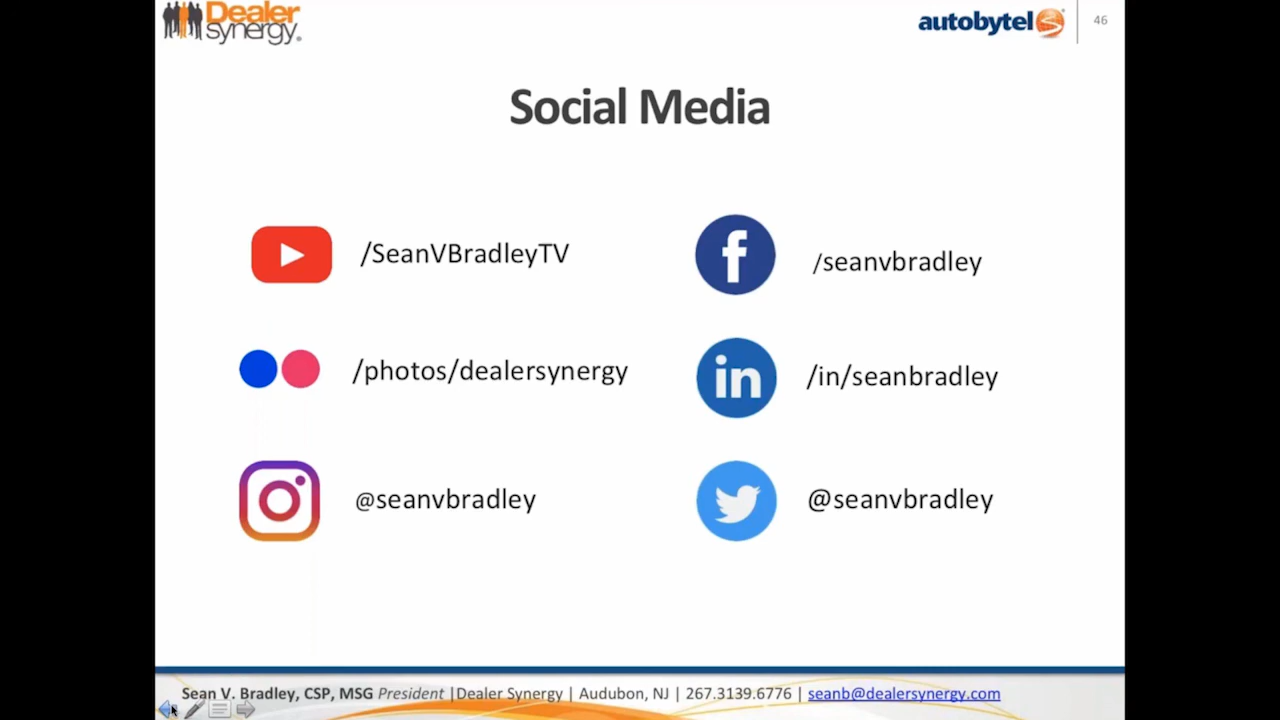 Dealer
synergy®
autobytel
46
Social Media
/SeanVBradleyTV
/seanvbradley
/photos/dealersynergy
in
/in/seanbradley
@seanvbradley
@seanvbradley
Sean V. Bradley, CSP, MSG President |Dealer Synergy | Audubon, NJ | 267.3139.6776 | seanb@dealersynergy.com